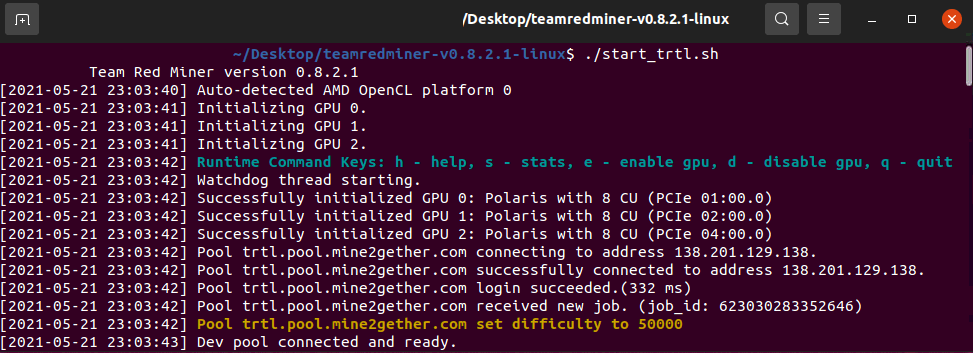 /Desktop/teamredminer-v0.8.2.1-linux
~/Desktop/teamredminer-v0.8.2.1-linux$ ./start_trtl.sh
Team Red Miner version 0.8.2.1
[2021-05-21 23:03:40] Auto-detected AMD OpenCL platform 0
[2021-05-21 23:03:41] Initializing GPU 0.
[2021-05-21 23:03:41] Initializing GPU 1.
[2021-05-21 23:03:41] Initializing GPU 2.
[2021-05-21 23:03:42] Runtime Command Keys: h - help, s - stats, e - enable gpu, d - disable gpu, q - quit
[2021-05-21 23:03:42] Watchdog thread starting.
[2021-05-21 23:03:42] Successfully initialized GPU 0: Polaris with 8 CU (PCIe 01:00.0)
[2021-05-21 23:03:42] Successfully initialized GPU 1: Polaris with 8 CU (PCIe 02:00.0)
[2021-05-21 23:03:42] Successfully initialized GPU 2: Polaris with 8 CU (PCIe 04:00.0)
[2021-05-21 23:03:42] Pool trtl.pool.mine2gether.com connecting to address 138.201.129.138.
[2021-05-21 23:03:42] Pool trtl.pool.mine2gether.com successfully connected to address 138.201.129.138.
[2021-05-21 23:03:42] Pool trtl.pool.mine2gether.com login succeeded.(332 ms)
[2021-05-21 23:03:42] Pool trtl.pool.mine2gether.com received new job. (job_id: 623030283352646)
[2021-05-21 23:03:42] Pool trtl.pool.mine2gether.com set difficulty to 50000
[2021-05-21 23:03:43] Dev pool connected and ready.